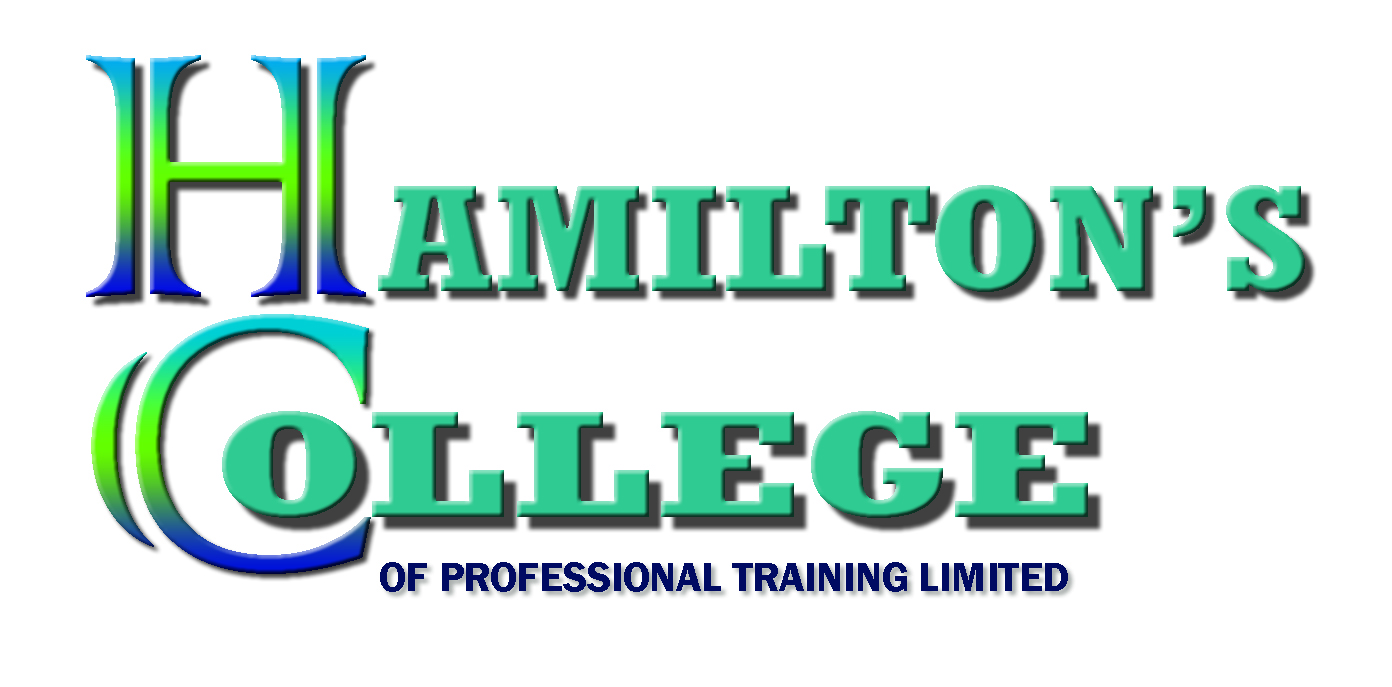 HAMILTON'S
COLLEGE
OF PROFESSIONAL TRAINING LIMITED